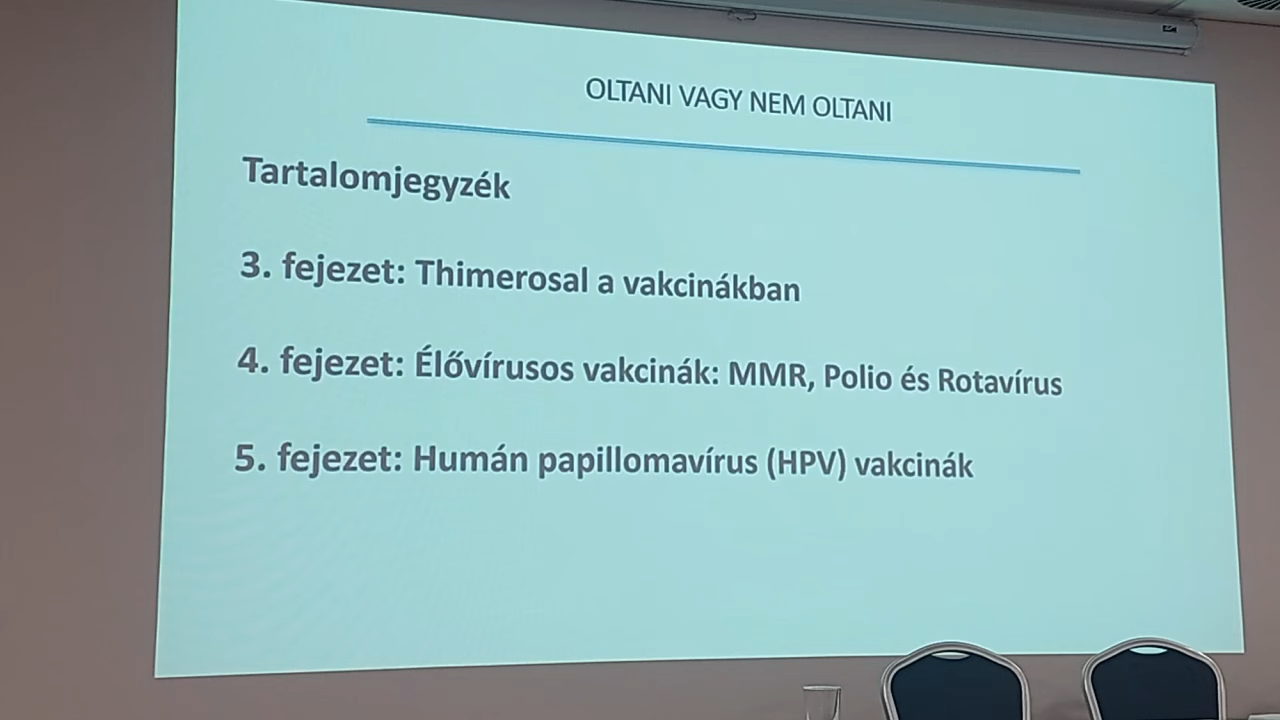 OLTANI VAGY NEM OLTANI
Tartalomjegyzék
3. fejezet: Thimerosal a vakcinákban
4. fejezet: Élővírusos vakcinák: MMR, Polio és Rotavírus
5. fejezet: Humán papillomavírus (HPV) vakcinák